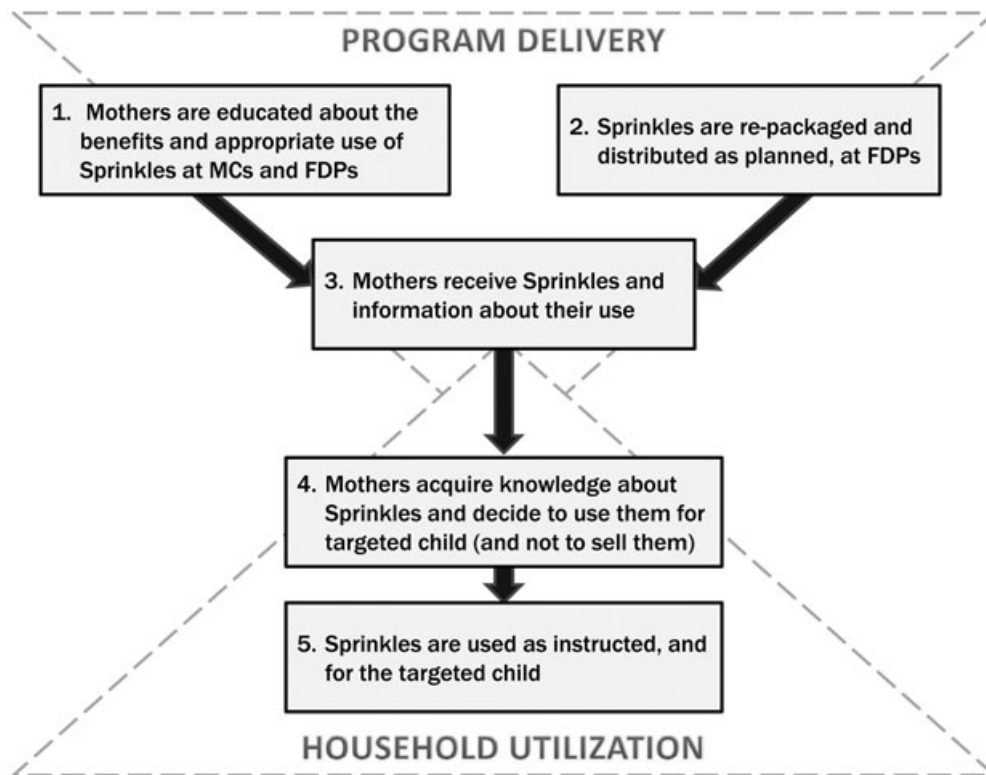 PROGRAM DELIVERY
1. Mothers are educated about the
benefits and appropriate use of
Sprinkles at MCs and FDPs
2. Sprinkles are re-packaged and
distributed as planned, at FDPs
3. Mothers receive Sprinkles and
information about their use
4. Mothers acquire knowledge about
Sprinkles and decide to use them for
targeted child (and not to sell them)
5. Sprinkles are used as instructed, and
for the targeted child
HOUSEHOLD UTILIZATION